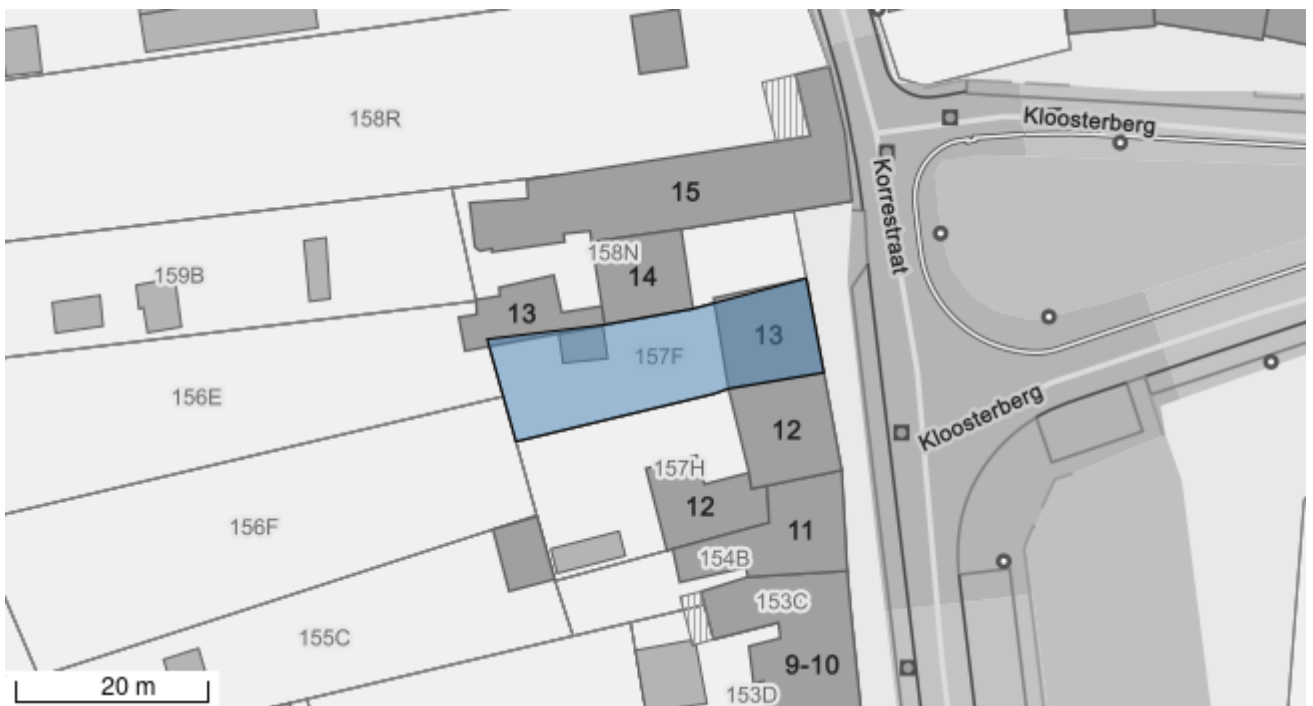 158R
Kloosterberg
15
Korrestraat
158N
159B
14
13
13
157F
156E
Kloosterberg
12
157H
12
156F
11
154B
153C
155C
9-10
20 m
153D